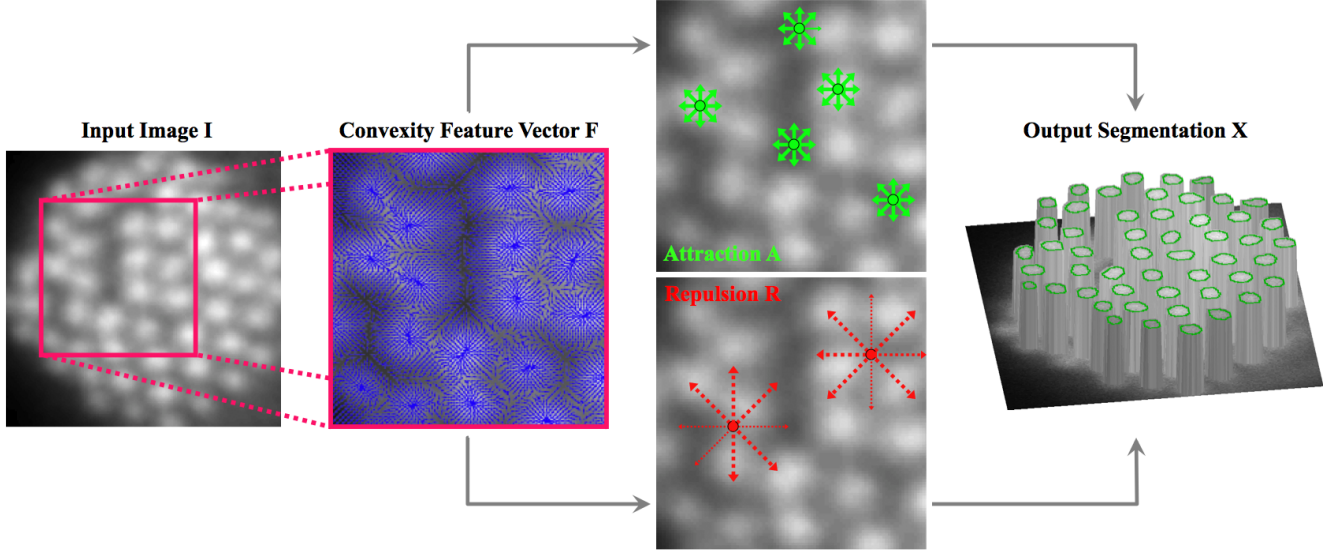 Input Image I
Convexity Feature Vector F
Attraction A
Repulsion R
Output Segmentation X